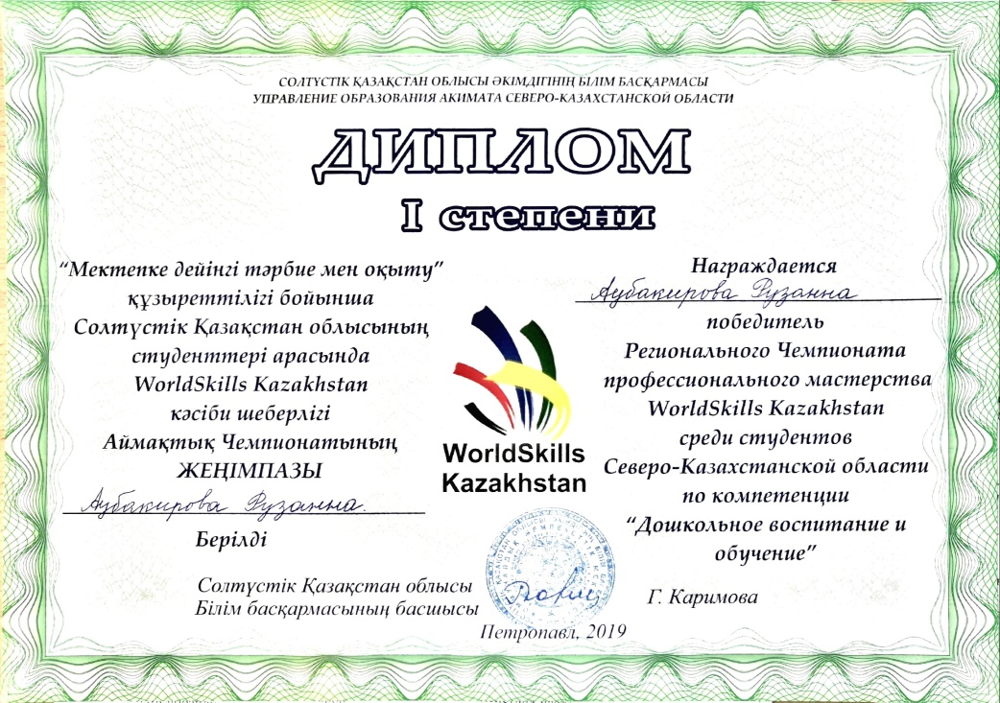 СОЛТҮСТІК ҚАЗАҚСТАН ОБЛЫСЫ ӘКІМДІГІНІҢ БІЛІМ БАСҚАРМАСЫ
УПРАВЛЕНИЕ ОБРАЗОВАНИЯ АКИМАТА СЕВЕРО-КАЗАХСТАНСКОЙ ОБЛАСТИ
ДИПЛОМ
I степени
“Мектепке дейінгі тәрбие мен оқыту”
құзыреттілігі бойынша
Солтүстік Қазақстан облысының
студенттері арасында
WorldSkills Kazakhstan
кәсіби шеберлігі
Аймақтық Чемпионатының
ЖЕҢІМПАЗЫ
Аубакирова Рузанна.
Берілді
WorldSkills
Kazakhstan
Награждается
Аубакирова Рузанна
победитель
Регионального Чемпионата
профессионального мастерства
WorldSkills Kazakhstan
среди студентов
Северо-Казахстанской области
по компетенции
“Дошкольное воспитание и
обучение”
Солтүстік Қазақстан облысы
Білім басқармасының басшысы
Г. Каримова
Петропавл, 2019